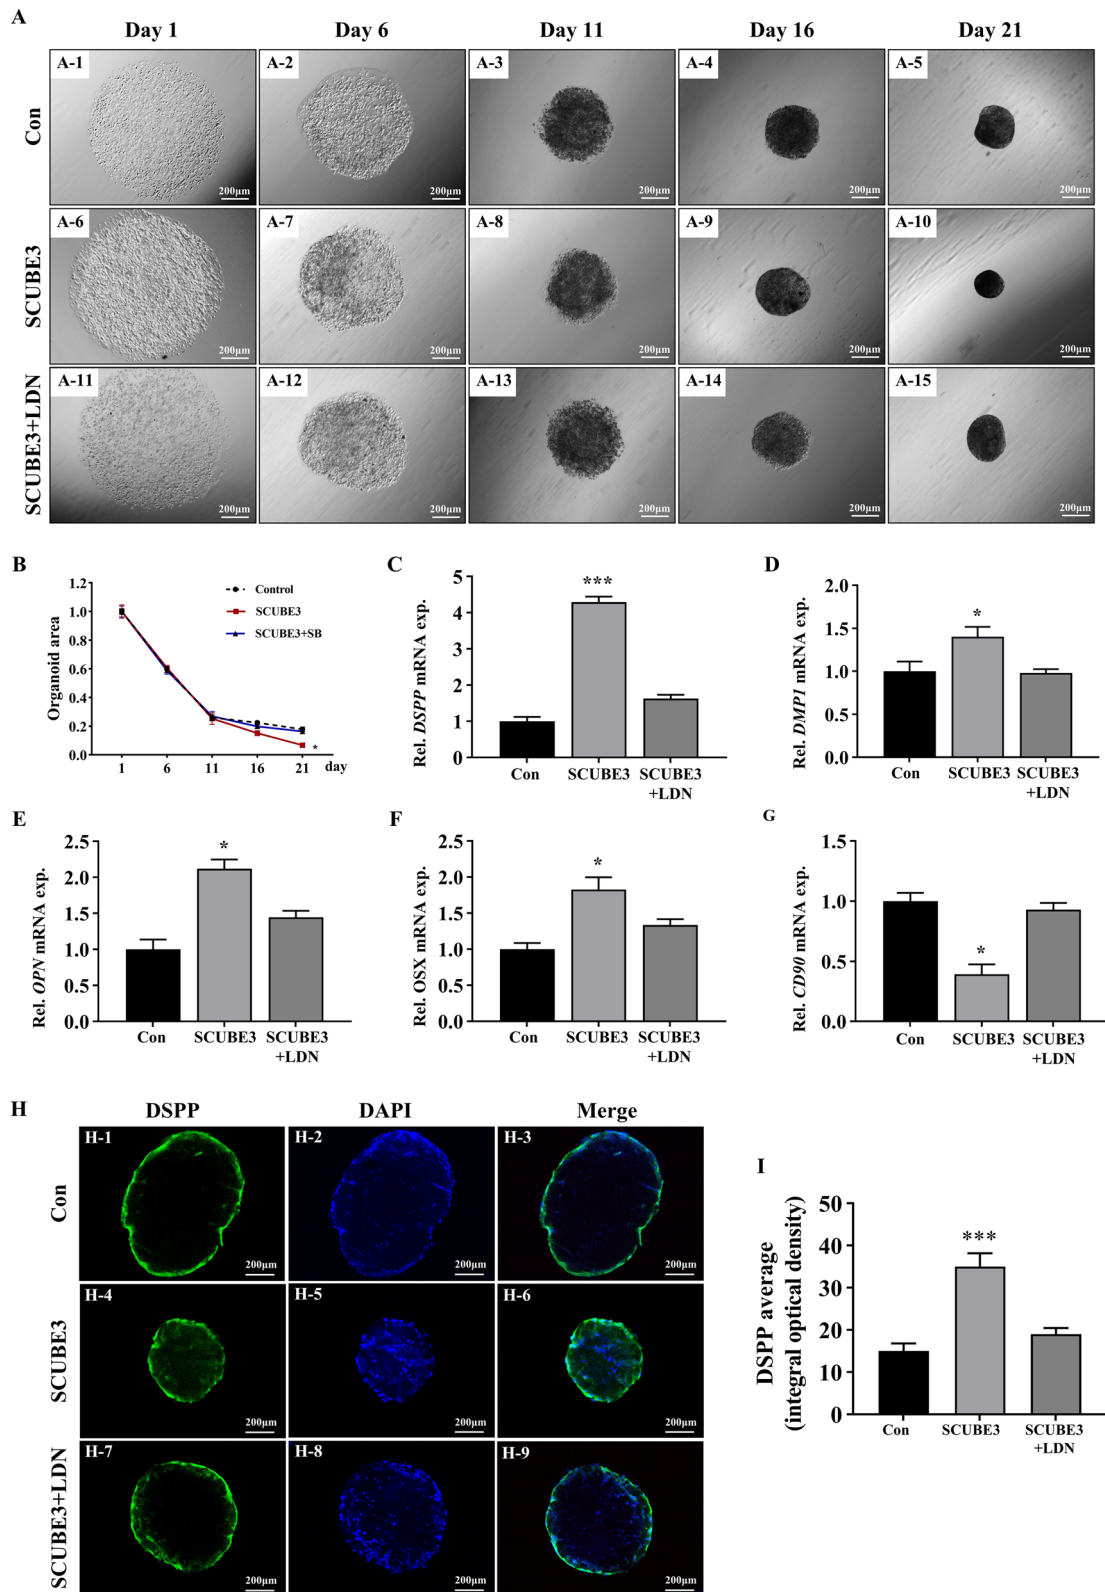 A
Day 1 Day 6 Day 11 Day 16 Day 21
Con
A-1 A-2 A-3 A-4 A-5
200μm 200μm 200μm 200μm 200μm
SCUBE3
A-6 A-7 A-8 A-9 A-10
200μm 200μm 200μm 200μm 200μm
SCUBE3+LDN
A-11 A-12 A-13 A-14 A-15
200μm 200μm 200μm 200μm 200μm
B
Organoid area
1.2
1.0
0.8
0.6
0.4
0.2
0.0
Control
SCUBE3
SCUBE3+SB
*
1 6 11 16 21 day
C
Rel. DSPP mRNA exp.
5
4
3
2
1
0
***
Con SCUBE3 SCUBE3
+LDN
D
Rel. DMP1 mRNA exp.
2.0
1.5
1.0
0.5
0.0
*
Con SCUBE3 SCUBE3
+LDN
E
Rel. OPN mRNA exp.
2.5
2.0
1.5
1.0
0.5
0.0
*
Con SCUBE3 SCUBE3
+LDN
F
Rel. OSX mRNA exp.
2.5
2.0
1.5
1.0
0.5
0.0
*
Con SCUBE3 SCUBE3
+LDN
G
Rel. CD90 mRNA exp.
1.5
1.0
0.5
0.0
*
Con SCUBE3 SCUBE3
+LDN
H
DSPP DAPI Merge
Con
H-1 H-2 H-3
200μm 200μm 200μm
SCUBE3
H-4 H-5 H-6
200μm 200μm 200μm
SCUBE3+LDN
H-7 H-8 H-9
200μm 200μm 200μm
I
DSPP average
(integral optical density)
50
40
30
20
10
0
***
Con SCUBE3 SCUBE3
+LDN